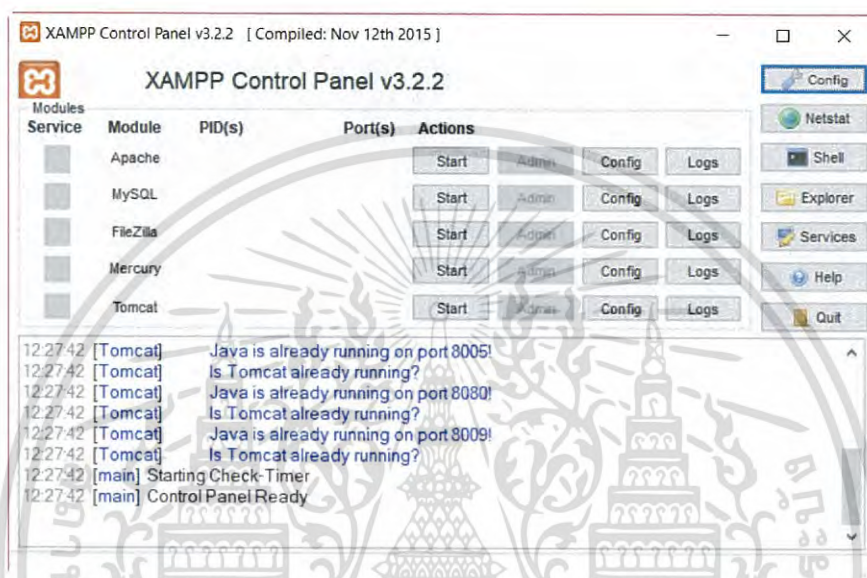 XAMPP Control Panel v3.2.2 [ Compiled: Nov 12th 2015 ]
XAMPP Control Panel v3.2.2
Config
Modules
Service Module PID(s) Port(s) Actions
Netstat
Apache Start Admin Config Logs
Shell
MySQL Start Admin Config Logs
Explorer
FileZilla Start Admin Config Logs
Services
Mercury Start Admin Config Logs
Help
Tomcat Start Admin Config Logs
Quit
12:27:42 [Tomcat] Java is already running on port 8005!
12:27:42 [Tomcat] Is Tomcat already running?
12:27:42 [Tomcat] Java is already running on port 8080!
12:27:42 [Tomcat] Is Tomcat already running?
12:27:42 [Tomcat] Java is already running on port 8009!
12:27:42 [Tomcat] Is Tomcat already running?
12:27:42 [main] Starting Check-Timer
12:27:42 [main] Control Panel Ready